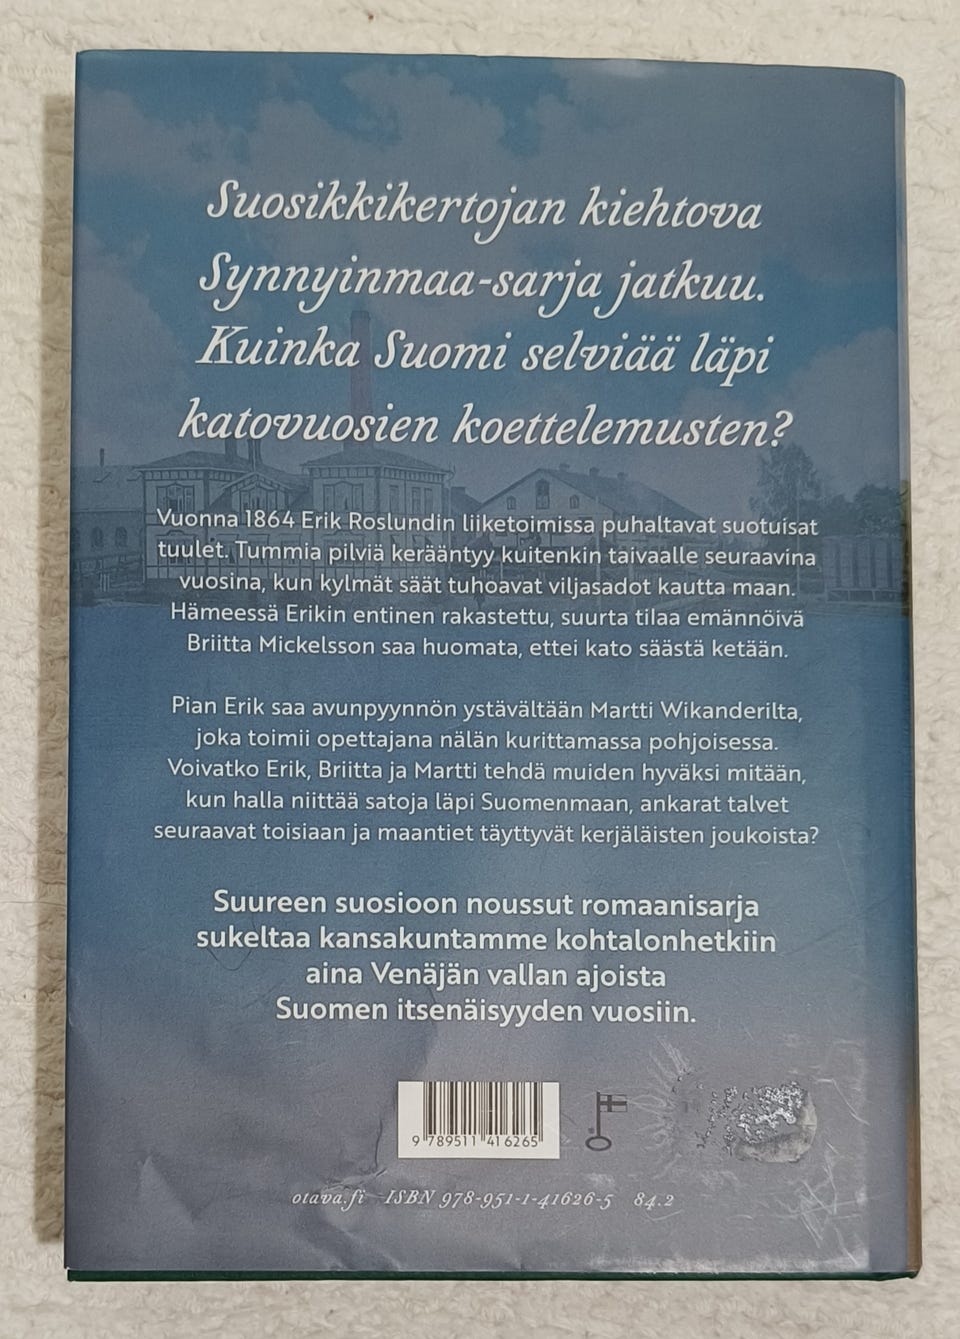 Suosikkikertojan kiehtova
Synnyinmaa-sarja jatkuu.
Kuinka Suomi selviää läpi
katovuosien koettelemusten?
Vuonna 1864 Erik Roslundin liiketoimissa puhaltavat suotuisat
tuulet. Tummia pilviä kerääntyy kuitenkin taivaalle seuraavina
vuosina, kun kylmät säät tuhoavat viljasadot kautta maan.
Hämeessä Erikin entinen rakastettu, suurta tilaa emännöivä
Briitta Mickelsson saa huomata, ettei kato säästä ketään.
Pian Erik saa avunpyynnön ystävältään Martti Wikanderilta,
joka toimii opettajana nälän kurittamassa pohjoisessa.
Voivatko Erik, Briitta ja Martti tehdä muiden hyväksi mitään,
kun halla niittää satoja läpi Suomenmaan, ankarat talvet
seuraavat toisiaan ja maantiet täyttyvät kerjäläisten joukoista?
Suureen suosioon noussut romaanisarja
sukeltaa kansakuntamme kohtalonhetkiin
aina Venäjän vallan ajoista
Suomen itsenäisyyden vuosiin.
9 789511 416265
otava.fi ISBN 978-951-1-41626-5 84.2